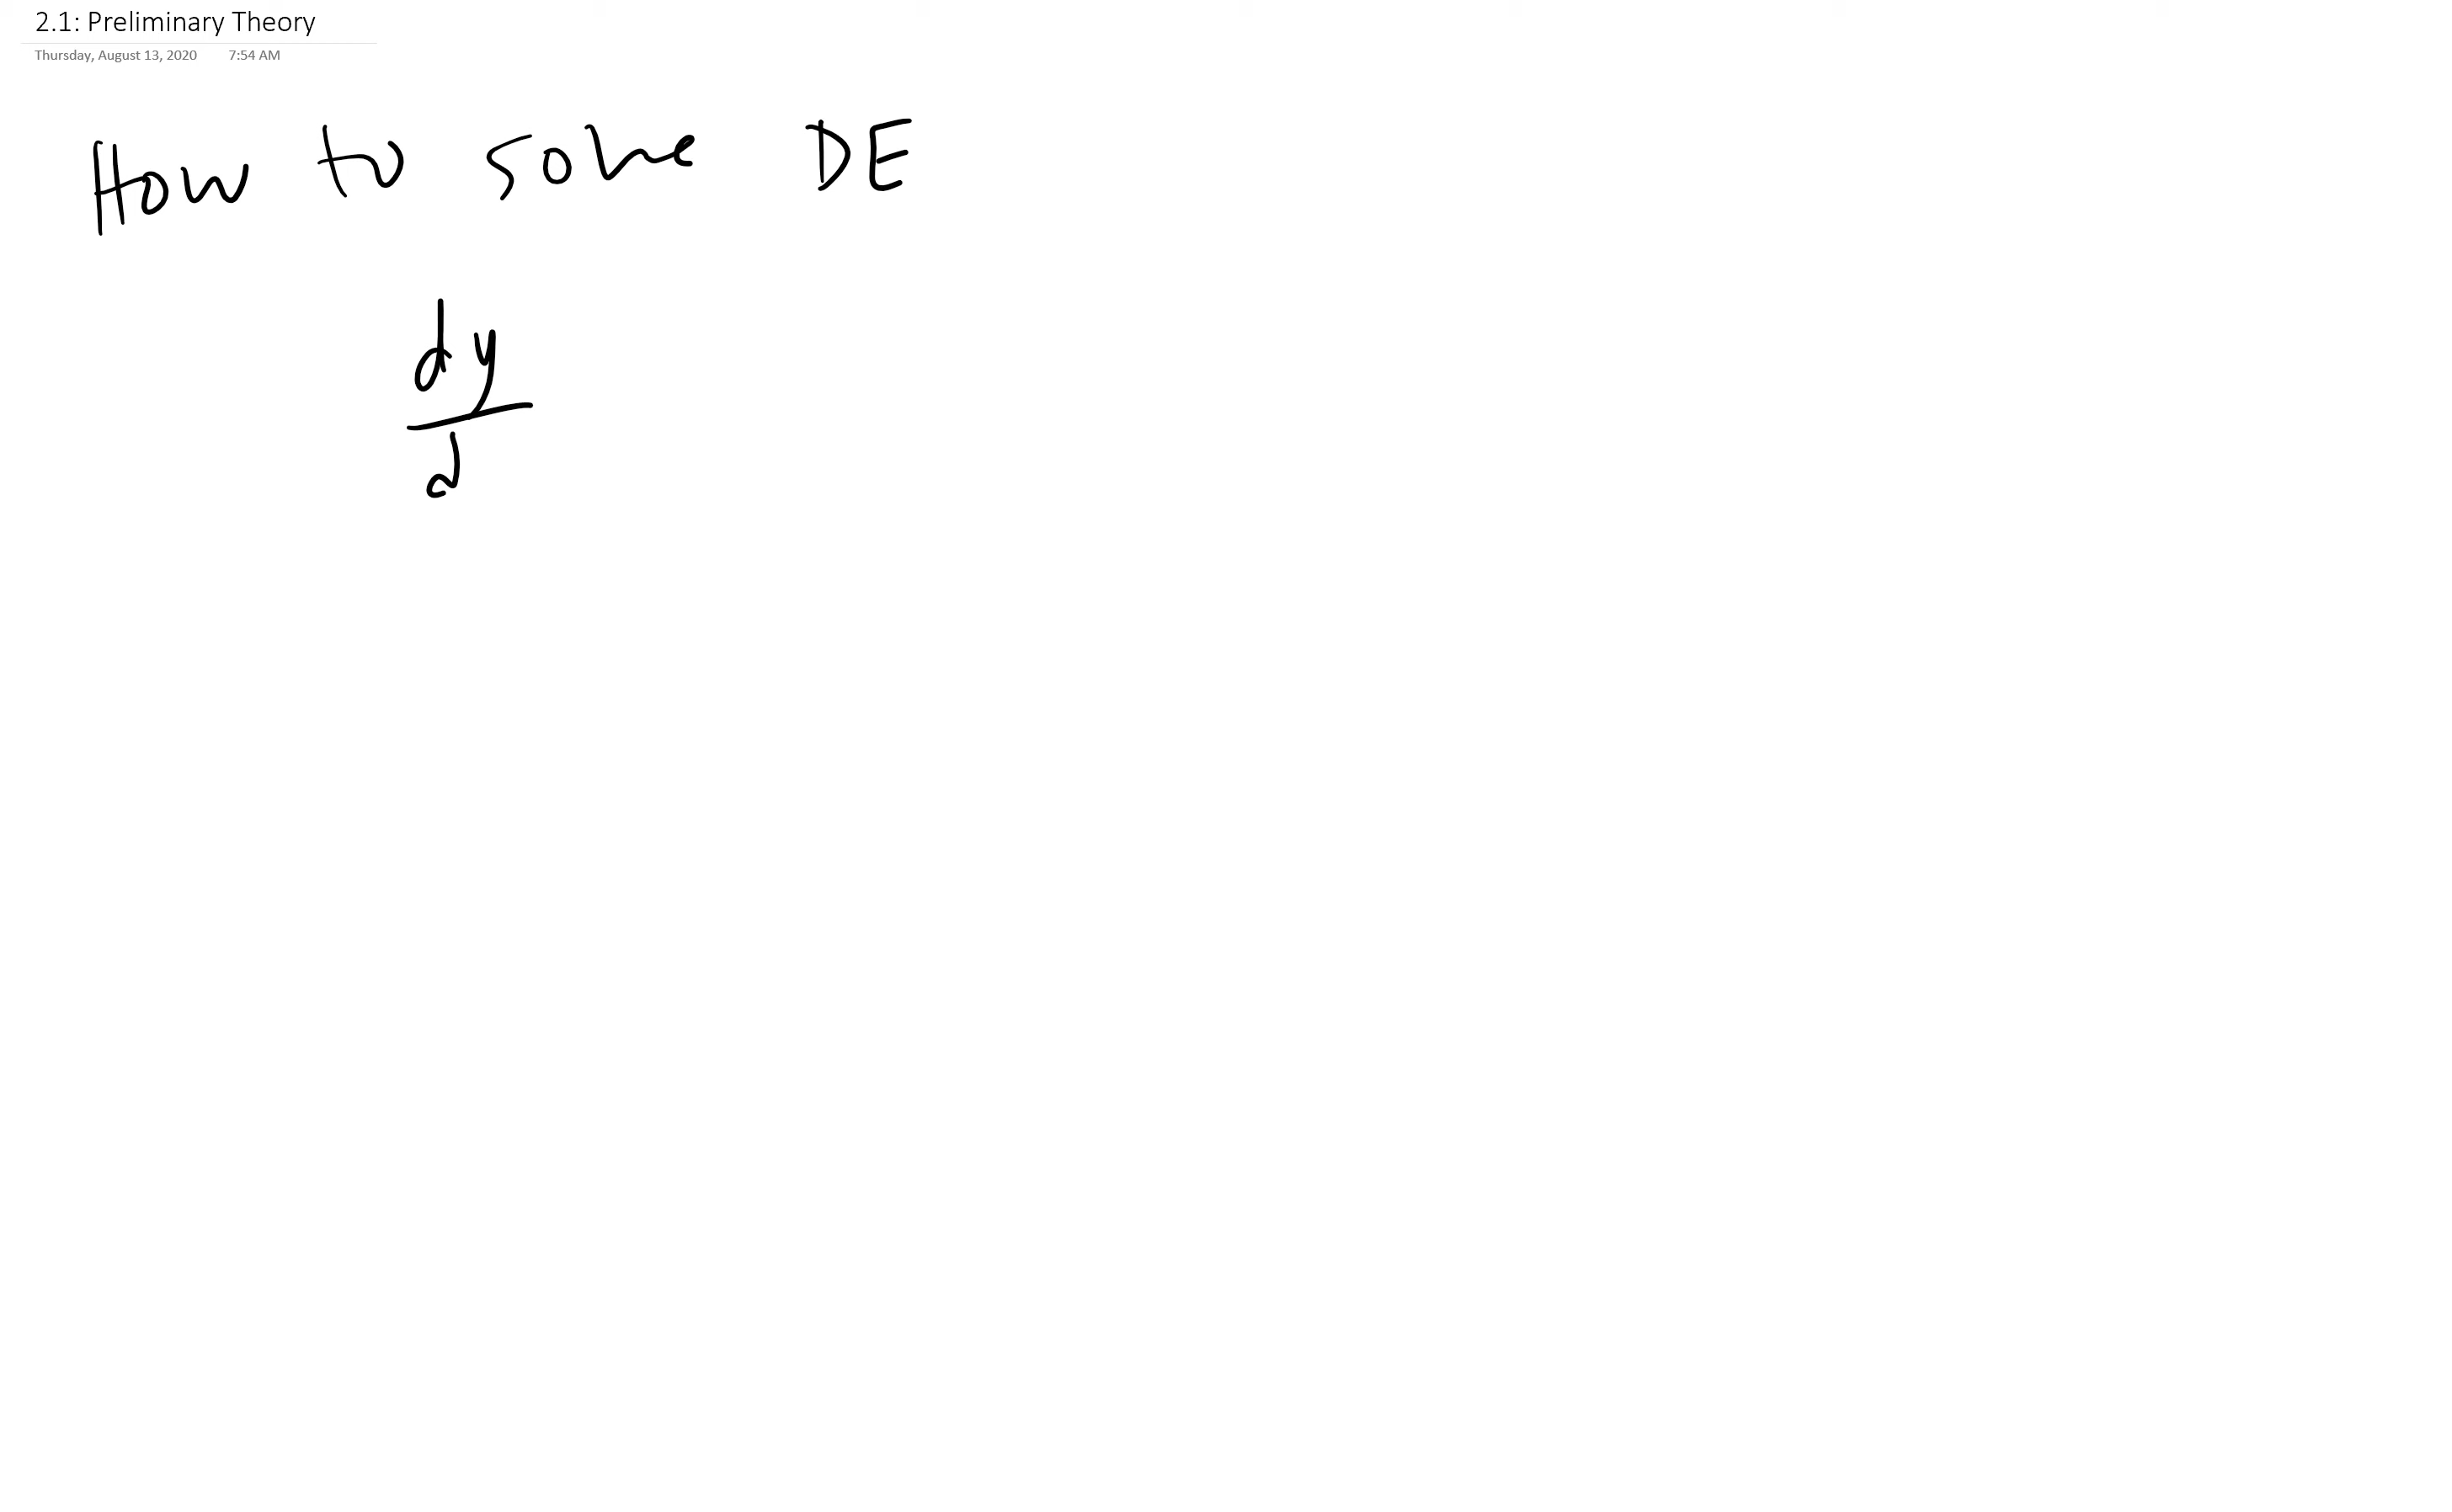 2.1: Preliminary Theory
Thursday, August 13, 2020 7:54 AM
How to solve DE
dy
d